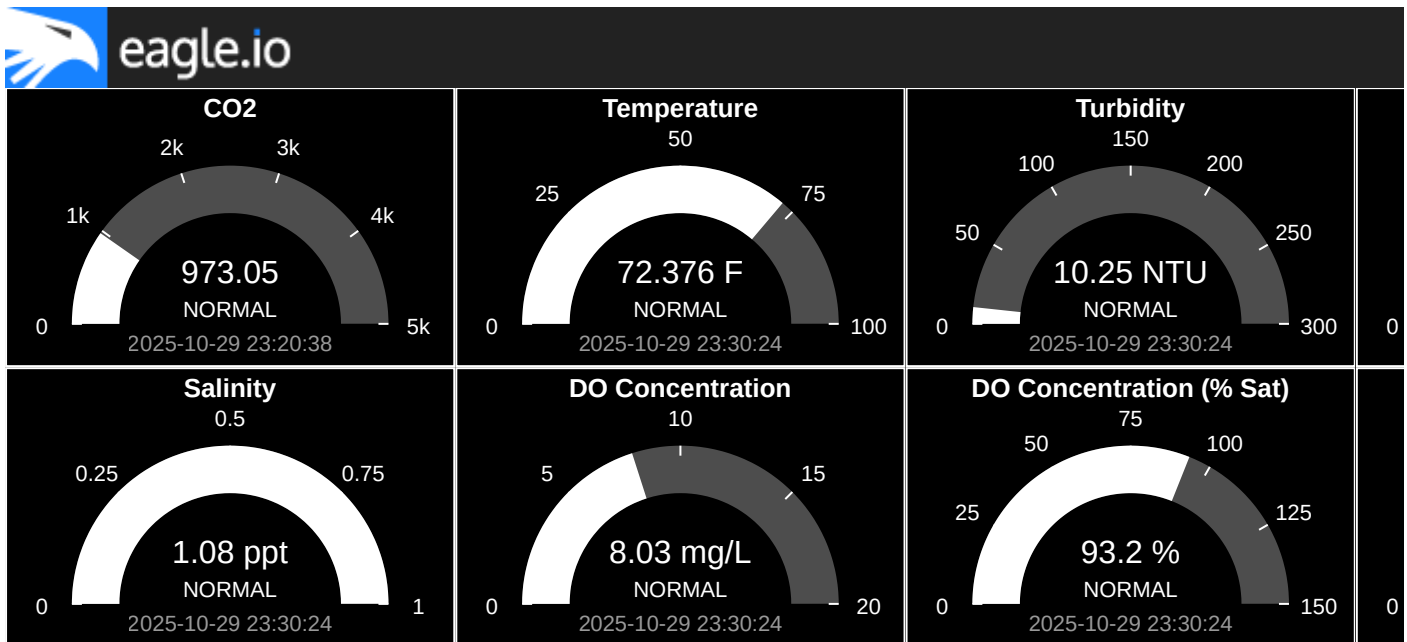 eagle.io
CO2
2k 3k
1k 4k
973.05
NORMAL
0 5k
2025-10-29 23:20:38
Temperature
50
25 75
72.376 F
NORMAL
0 100
2025-10-29 23:30:24
Turbidity
150
100 200
50 250
10.25 NTU
NORMAL
0 300
2025-10-29 23:30:24
0
Salinity
0.5
0.25 0.75
1.08 ppt
NORMAL
0 1
2025-10-29 23:30:24
DO Concentration
10
5 15
8.03 mg/L
NORMAL
0 20
2025-10-29 23:30:24
DO Concentration (% Sat)
75
50 100
25 125
93.2 %
NORMAL
0 150
2025-10-29 23:30:24
0